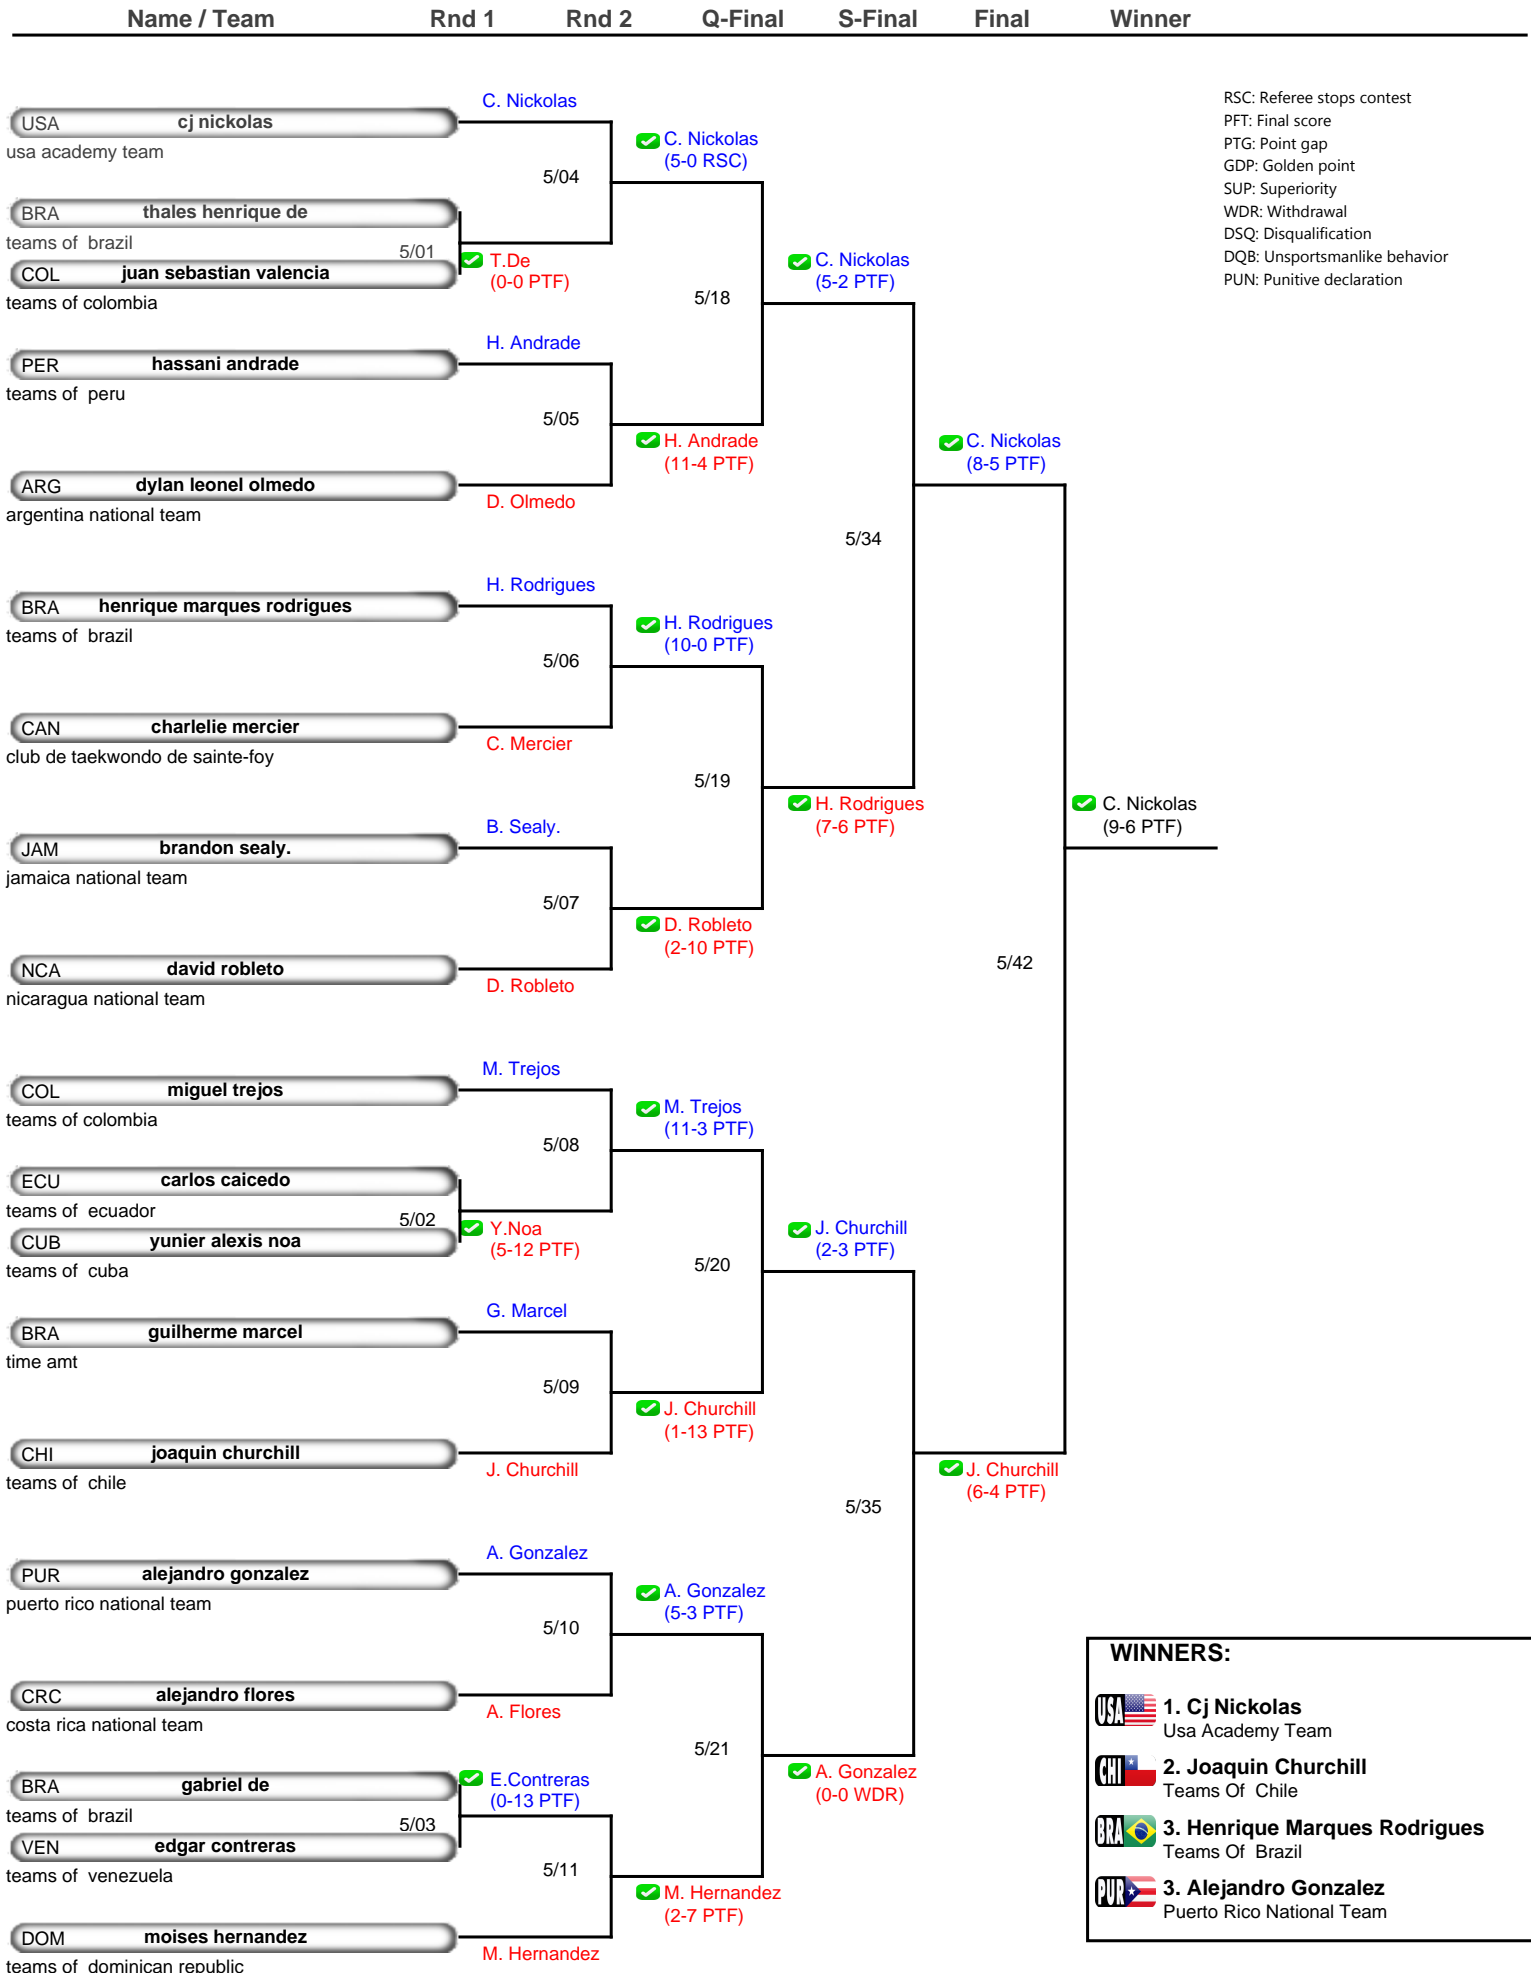 Name / Team Rnd 1 Rnd 2 Q-Final S-Final Final Winner
RSC: Referee stops contest
PFT: Final score
PTG: Point gap
GDP: Golden point
SUP: Superiority
WDR: Withdrawal
DSQ: Disqualification
DQB: Unsportsmanlike behavior
PUN: Punitive declaration
C. Nickolas
USA cj nickolas
usa academy team
C. Nickolas
(5-0 RSC)
5/04
BRA thales henrique de
teams of brazil
5/01
COL juan sebastian valencia
teams of colombia
T.De
(0-0 PTF)
C. Nickolas
(5-2 PTF)
5/18
H. Andrade
PER hassani andrade
teams of peru
5/05
H. Andrade
(11-4 PTF)
C. Nickolas
(8-5 PTF)
ARG dylan leonel olmedo
argentina national team
D. Olmedo
5/34
H. Rodrigues
BRA henrique marques rodrigues
teams of brazil
H. Rodrigues
(10-0 PTF)
5/06
CAN charlelie mercier
club de taekwondo de sainte-foy
C. Mercier
5/19
H. Rodrigues
(7-6 PTF)
C. Nickolas
(9-6 PTF)
B. Sealy.
JAM brandon sealy.
jamaica national team
5/07
D. Robleto
(2-10 PTF)
NCA david robleto
nicaragua national team
D. Robleto
5/42
M. Trejos
COL miguel trejos
teams of colombia
M. Trejos
(11-3 PTF)
5/08
ECU carlos caicedo
teams of ecuador
5/02
CUB yunier alexis noa
teams of cuba
Y.Noa
(5-12 PTF)
J. Churchill
(2-3 PTF)
5/20
G. Marcel
BRA guilherme marcel
time amt
5/09
J. Churchill
(1-13 PTF)
CHI joaquin churchill
teams of chile
J. Churchill
J. Churchill
(6-4 PTF)
5/35
A. Gonzalez
PUR alejandro gonzalez
puerto rico national team
A. Gonzalez
(5-3 PTF)
5/10
CRC alejandro flores
costa rica national team
A. Flores
5/21
A. Gonzalez
(0-0 WDR)
BRA gabriel de
teams of brazil
E.Contreras
(0-13 PTF)
5/03
VEN edgar contreras
teams of venezuela
5/11
M. Hernandez
(2-7 PTF)
DOM moises hernandez
teams of dominican republic
M. Hernandez
WINNERS:
USA 1. Cj Nickolas
Usa Academy Team
CHI 2. Joaquin Churchill
Teams Of Chile
BRA 3. Henrique Marques Rodrigues
Teams Of Brazil
PUR 3. Alejandro Gonzalez
Puerto Rico National Team